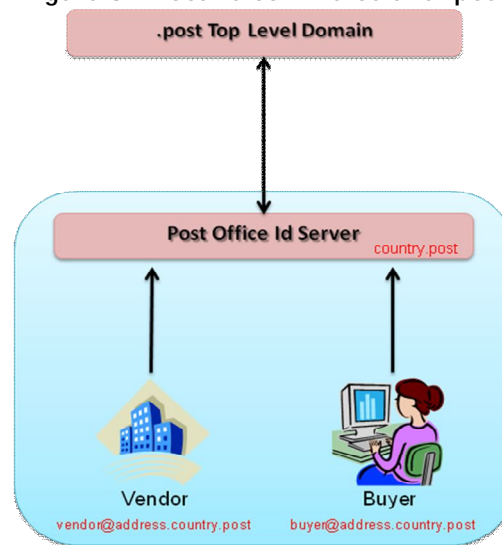 .post Top Level Domain
Post Office Id Server
country.post
Vendor
Buyer
vendor@address.country.post
buyer@address.country.post